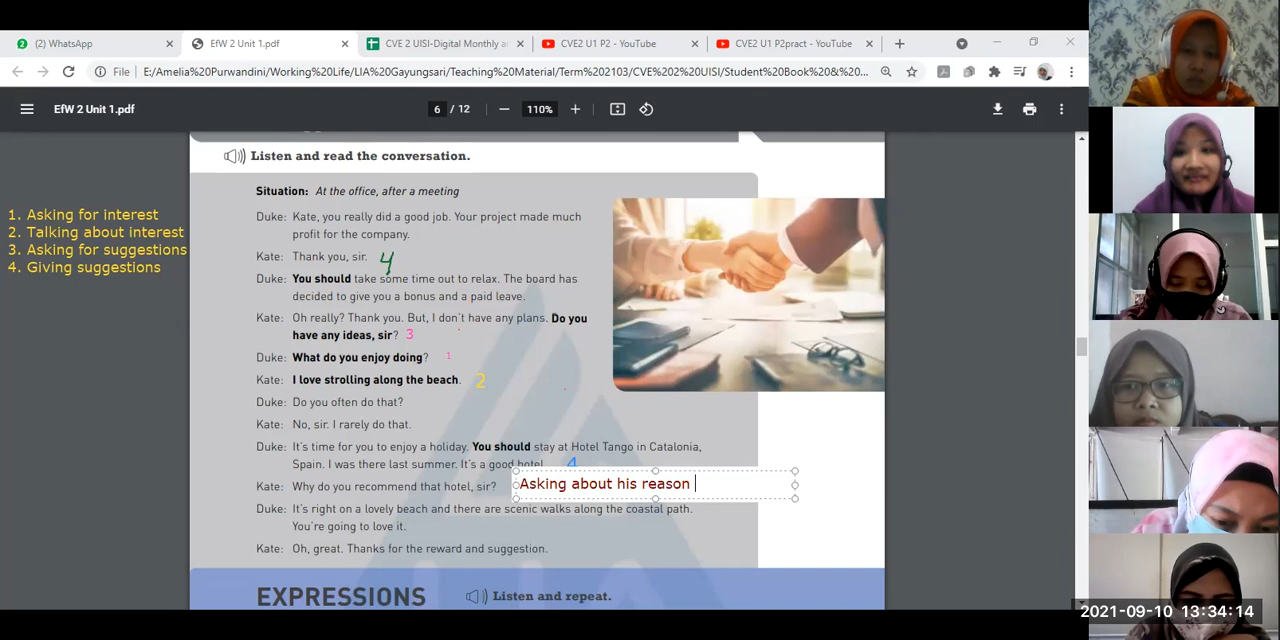 (2) WhatsApp
EfW 2 Unit 1.pdf
CVE 2 UISI-Digital Monthly a
CVE2 U1 P2 - YouTube
CVE2 U1 P2pract - YouTube
File
E:/Amelia%20Purwandini/Working%20Life/LIA%20Gayungsari/Teaching%20Material/Term%202103/CVE%202%20UISI/Student%20Book%20&%20...
EfW 2 Unit 1.pdf
6 / 12
110%
Listen and read the conversation.
Situation: At the office, after a meeting
Duke: Kate, you really did a good job. Your project made much
profit for the company.
Kate: Thank you, sir. 4
Duke: You should take some time out to relax. The board has
decided to give you a bonus and a paid leave.
Kate: Oh really? Thank you. But, I don't have any plans. Do you
have any ideas, sir? 3
Duke: What do you enjoy doing? 1
Kate: I love strolling along the beach. 2
Duke: Do you often do that?
Kate: No, sir. I rarely do that.
Duke: It's time for you to enjoy a holiday. You should stay at Hotel Tango in Catalonia,
Spain. I was there last summer. It's a good hotel. 4
Kate: Why do you recommend that hotel, sir?
Asking about his reason
Duke: It's right on a lovely beach and there are scenic walks along the coastal path.
You're going to love it.
Kate: Oh, great. Thanks for the reward and suggestion.
EXPRESSIONS
Listen and repeat.
1. Asking for interest
2. Talking about interest
3. Asking for suggestions
4. Giving suggestions
2021-09-10 13:34:14